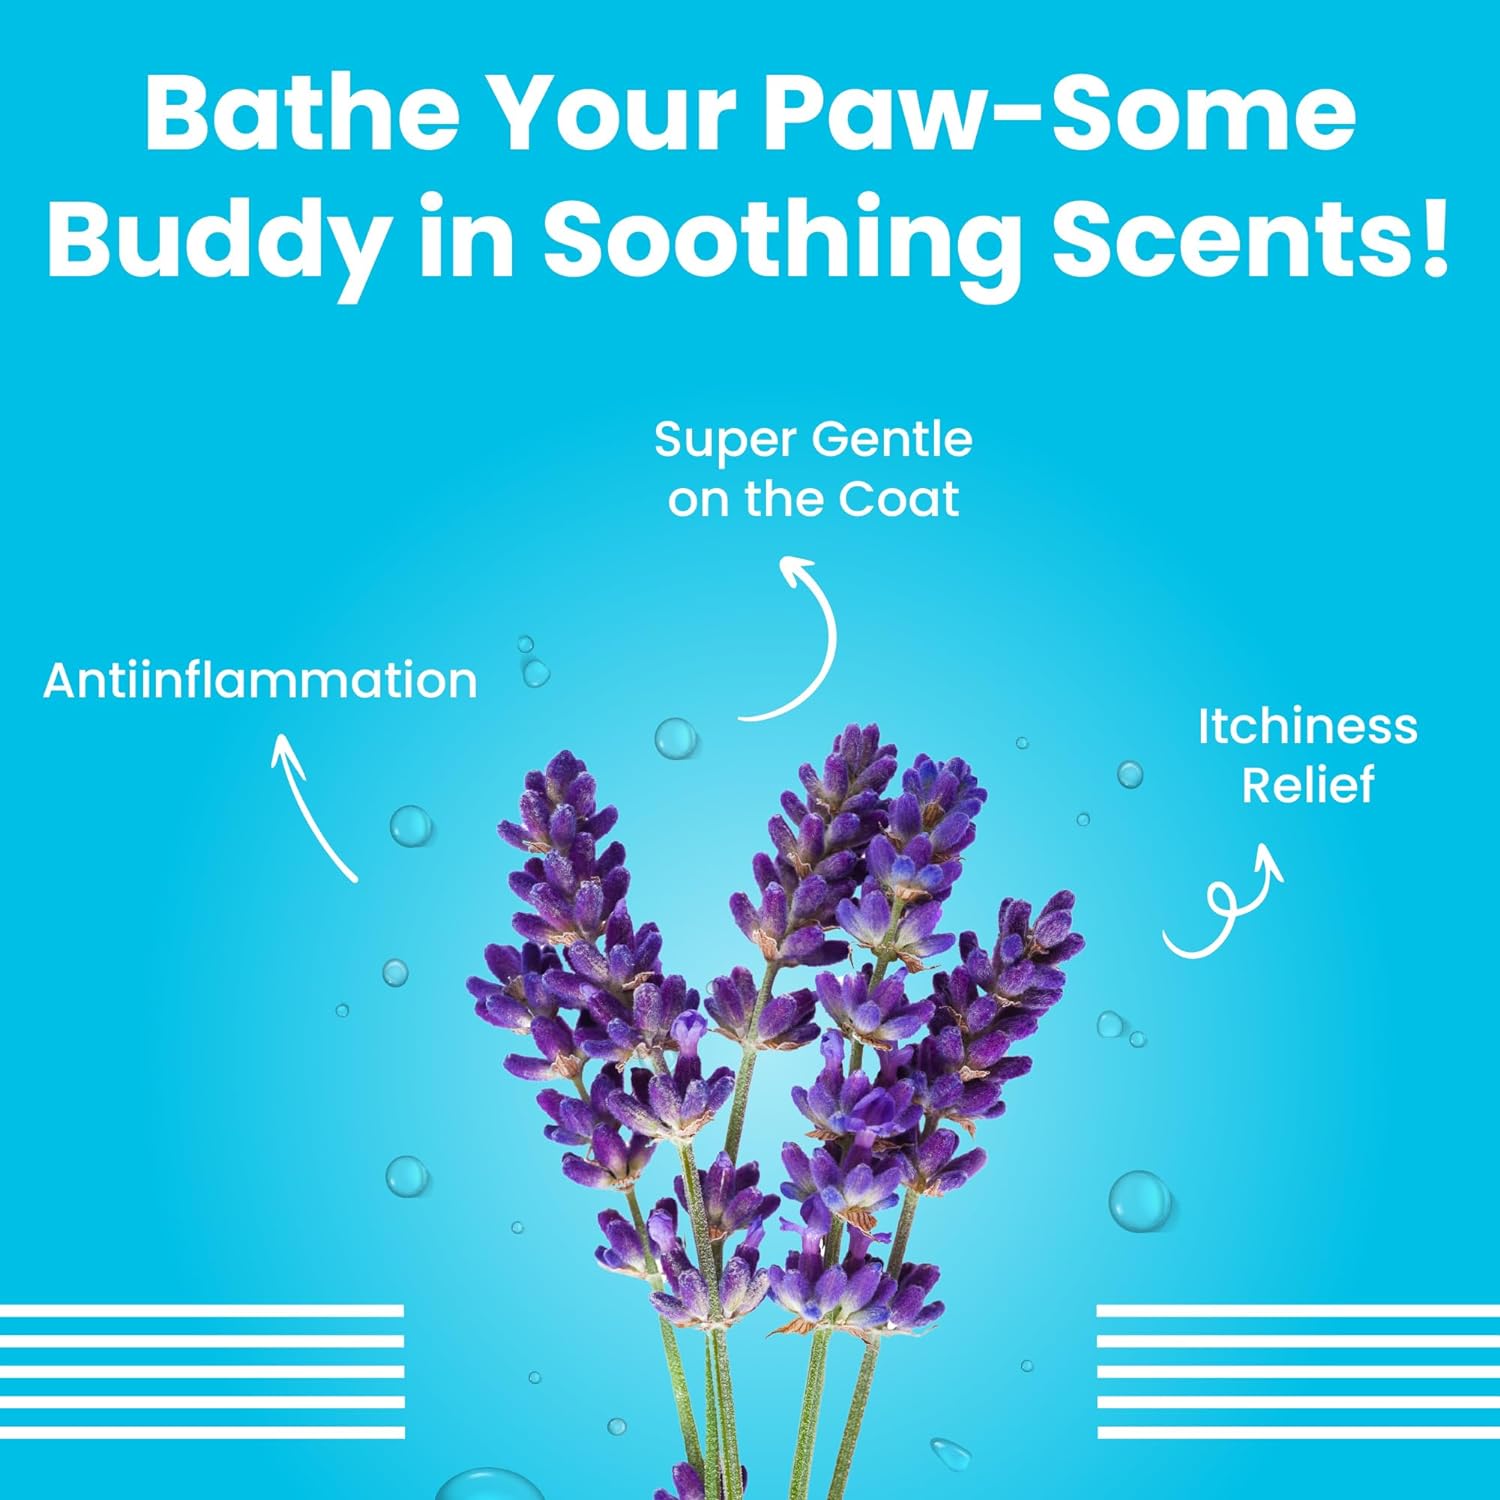 Bathe Your Paw-Some
Buddy in Soothing Scents!
Super Gentle
on the Coat
Antiinflammation
Itchiness
Relief